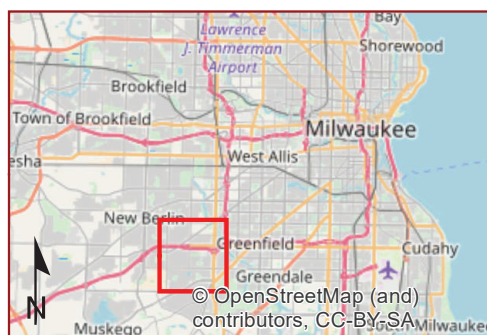 Bay
Lawrence
J. Timmerman
Airport
Shorewood
Brookfield
Town of Brookfield
Milwaukee
esha
West Allis
New Berlin
Greenfield
Cudahy
Greendale
N
© OpenStreetMap (and)
contributors, CC-BY-SA
Muskego
Milwaukee